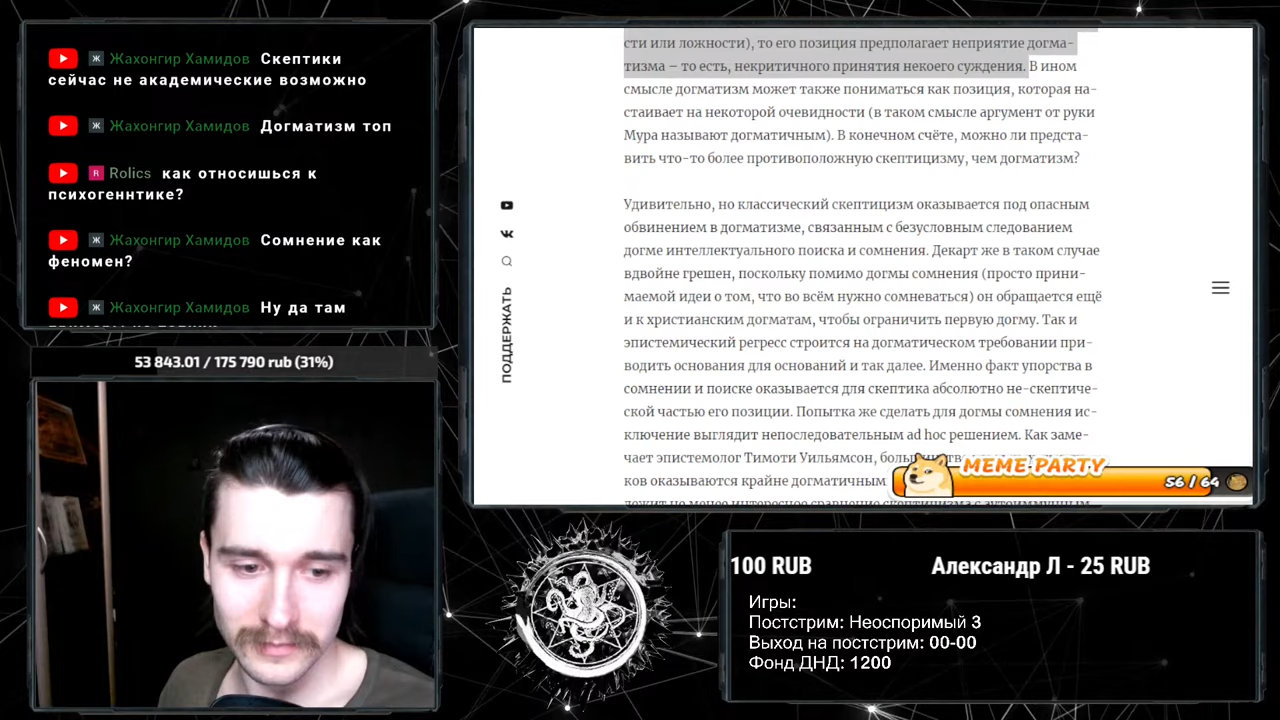 Жахонгир Хамидов Скептики
сейчас не академические возможно
Жахонгир Хамидов Догматизм топ
Rolics как относишься к
психогеннтике?
Жахонгир Хамидов Сомнение как
феномен?
Жахонгир Хамидов Ну да там
53 843.01 / 175 790 rub (31%)
сти или ложности), то его позиция предполагает неприятие догма-
тизма – то есть, некритичного принятия некоего суждения. В ином
смысле догматизм может также пониматься как позиция, которая на-
стаивает на некоторой очевидности (в таком смысле аргумент от руки
Мура называют догматичным). В конечном счёте, можно ли предста-
вить что-то более противоположную скептицизму, чем догматизм?
Удивительно, но классический скептицизм оказывается под опасным
обвинением в догматизме, связанным с безусловным следованием
догме интеллектуального поиска и сомнения. Декарт же в таком случае
вдвойне грешен, поскольку помимо догмы сомнения (просто прини-
маемой идеи о том, что во всём нужно сомневаться) он обращается ещё
и к христианским догматам, чтобы ограничить первую догму. Так и
эпистемический регресс строится на догматическом требовании при-
водить основания для оснований и так далее. Именно факт упорства в
сомнении и поиске оказывается для скептика абсолютно не-скептиче-
ской частью его позиции. Попытка же сделать для догмы сомнения ис-
ключение выглядит непоследовательным ad hoc решением. Как заме-
чает эпистемолог Тимоти Уильямсон,
ков оказываются крайне догматичным
жит не менее интересное сравнение скептицизма с аутоиммунным
ПОДДЕРЖАТЬ
MEME PARTY
56 / 64
100 RUB
Александр Л - 25 RUB
Игры:
Постстрим: Неоспоримый 3
Выход на постстрим: 00-00
Фонд ДНД: 1200